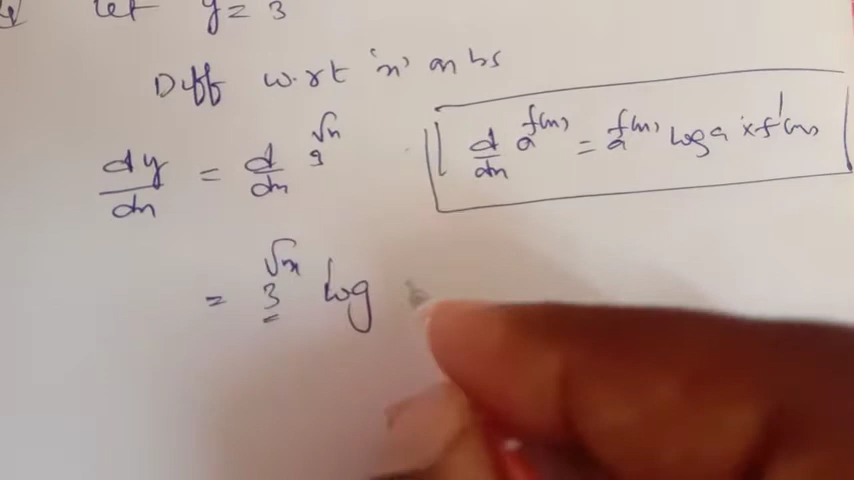 let y = 3
Diff w.r.t 'x' on bs
dy/dx = d/dx 3^√x
d/dx a^f(x) = a^f(x) log a × f'(x)
= 3^√x log